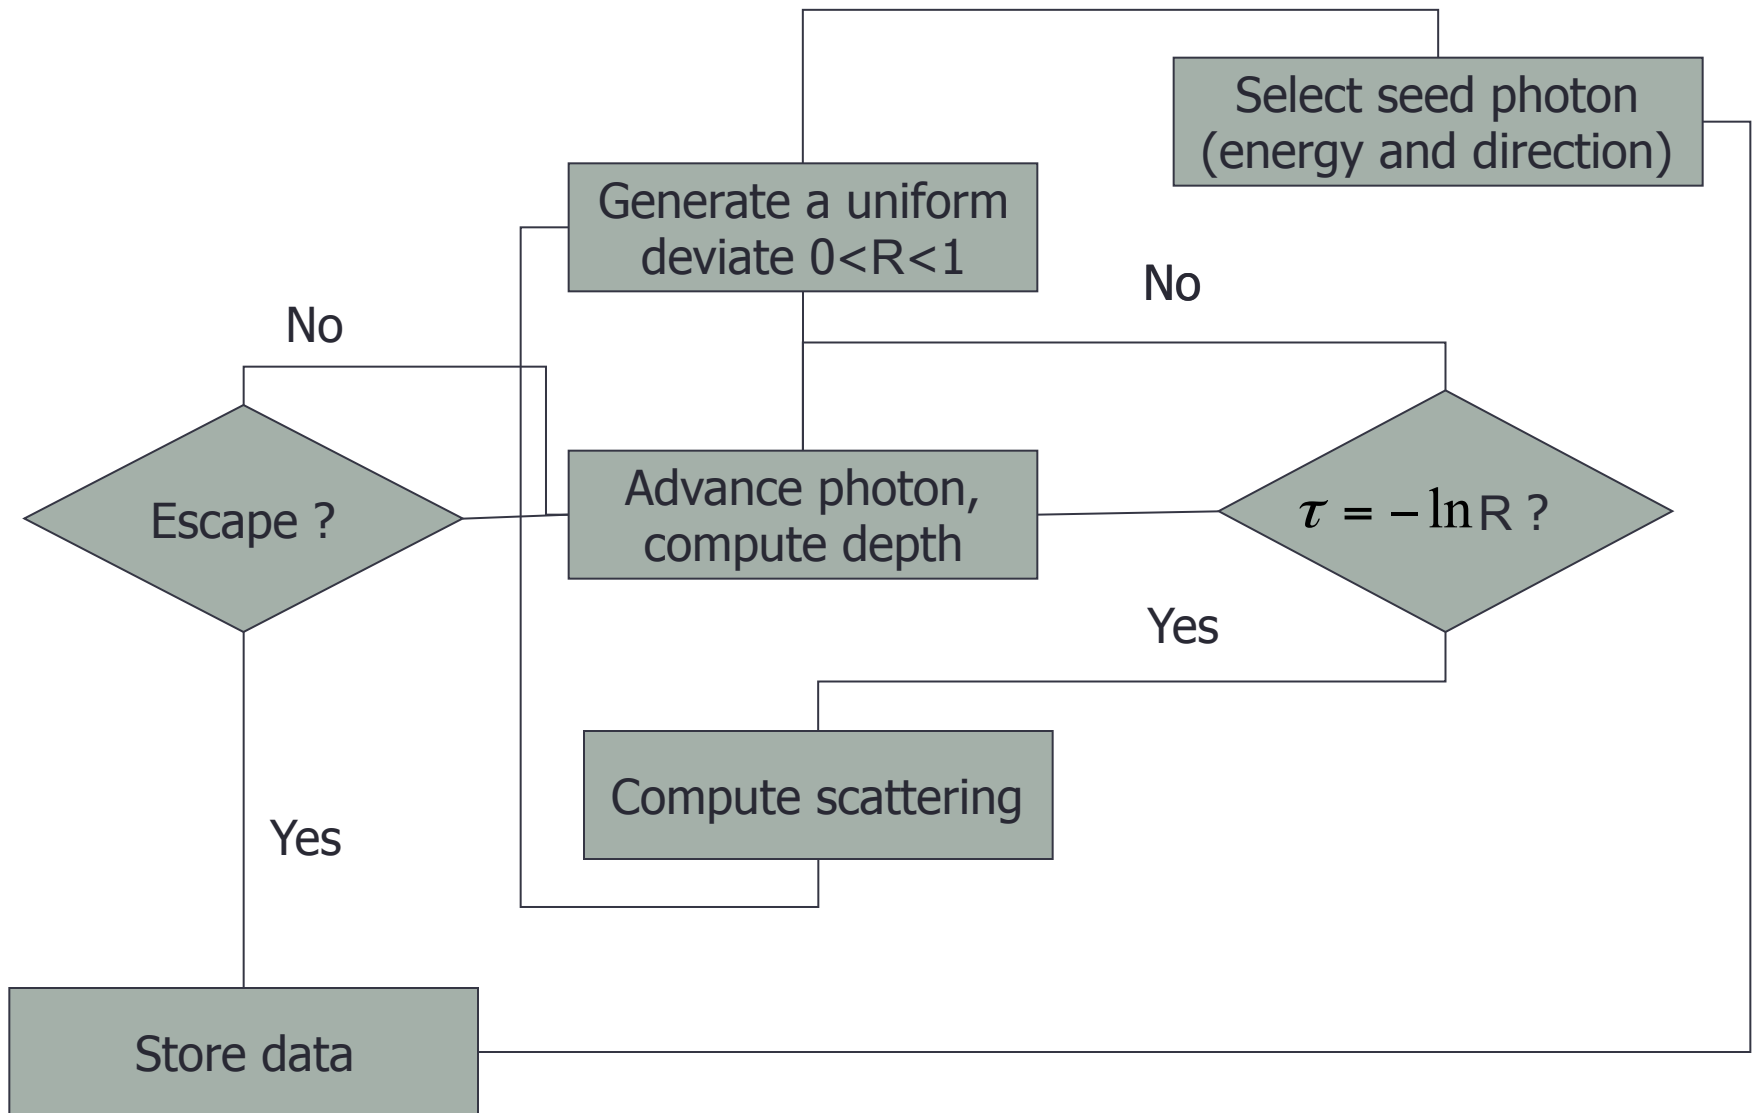 Select seed photon
(energy and direction)
Generate a uniform
deviate 0<R<1
No
No
Escape ?
Advance photon,
compute depth
τ = − ln R ?
Yes
Compute scattering
Yes
Store data